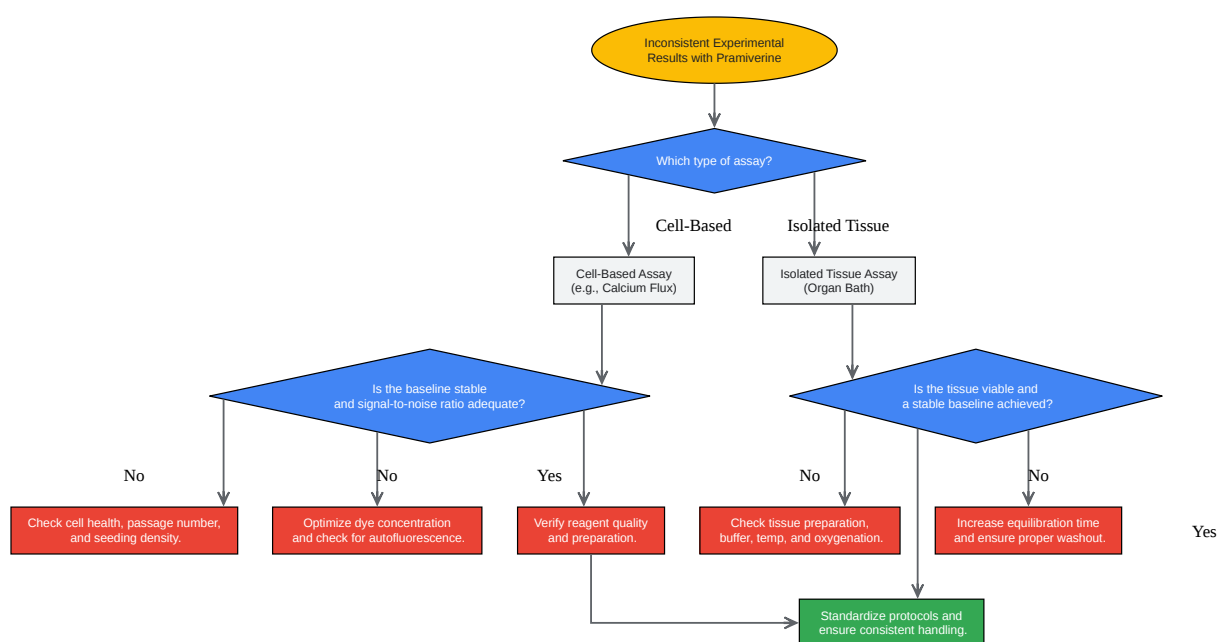 Inconsistent Experimental
Results with Pramiverine
Which type of assay?
Cell-Based
Isolated Tissue
Cell-Based Assay
(e.g., Calcium Flux)
Isolated Tissue Assay
(Organ Bath)
Is the baseline stable
and signal-to-noise ratio adequate?
Is the tissue viable and
a stable baseline achieved?
No
No
Yes
No
No
Yes
Check cell health, passage number,
and seeding density.
Optimize dye concentration
and check for autofluorescence.
Verify reagent quality
and preparation.
Check tissue preparation,
buffer, temp, and oxygenation.
Increase equilibration time
and ensure proper washout.
Standardize protocols and
ensure consistent handling.